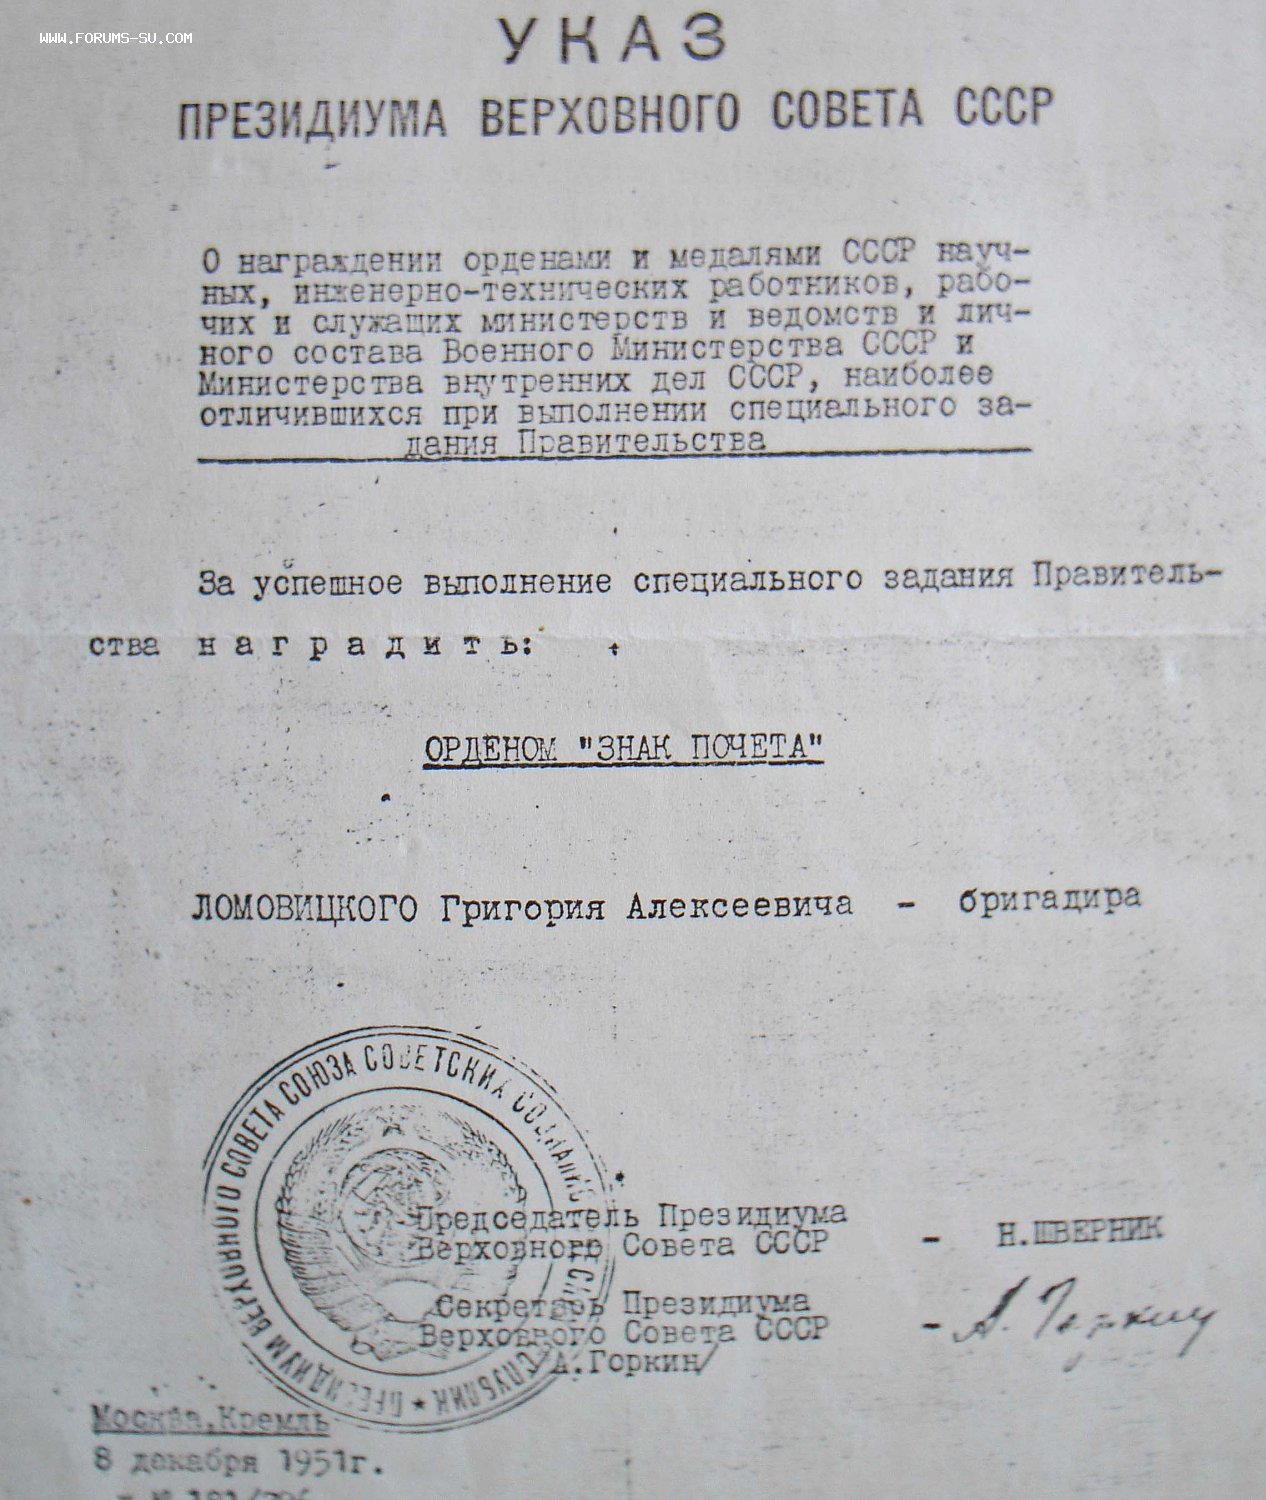 WWW.FORUMS-SU.COM
УКАЗ
ПРЕЗИДИУМА ВЕРХОВНОГО СОВЕТА СССР
О награждении орденами и медалями СССР науч-
ных, инженерно-технических работников, рабо-
чих и служащих министерств и ведомств и лич-
ного состава Военного Министерства СССР и
Министерства внутренних дел СССР, наиболее
отличившихся при выполнении специального за-
дания Правительства
За успешное выполнение специального задания Правитель-
ства наградить:
ОРДЕНОМ "ЗНАК ПОЧЕТА"
ЛОМОВИЦКОГО Григория Алексеевича - бригадира
ПРЕЗИДИУМ ВЕРХОВНОГО СОВЕТА СОЮЗА СОВЕТСКИХ
Председатель Президиума
Верховного Совета СССР - Н.ШВЕРНИК
Секретарь Президиума
Верховного Совета СССР - А. Горкин
/А.Горкин/
Москва, Кремль
8 декабря 1951г.